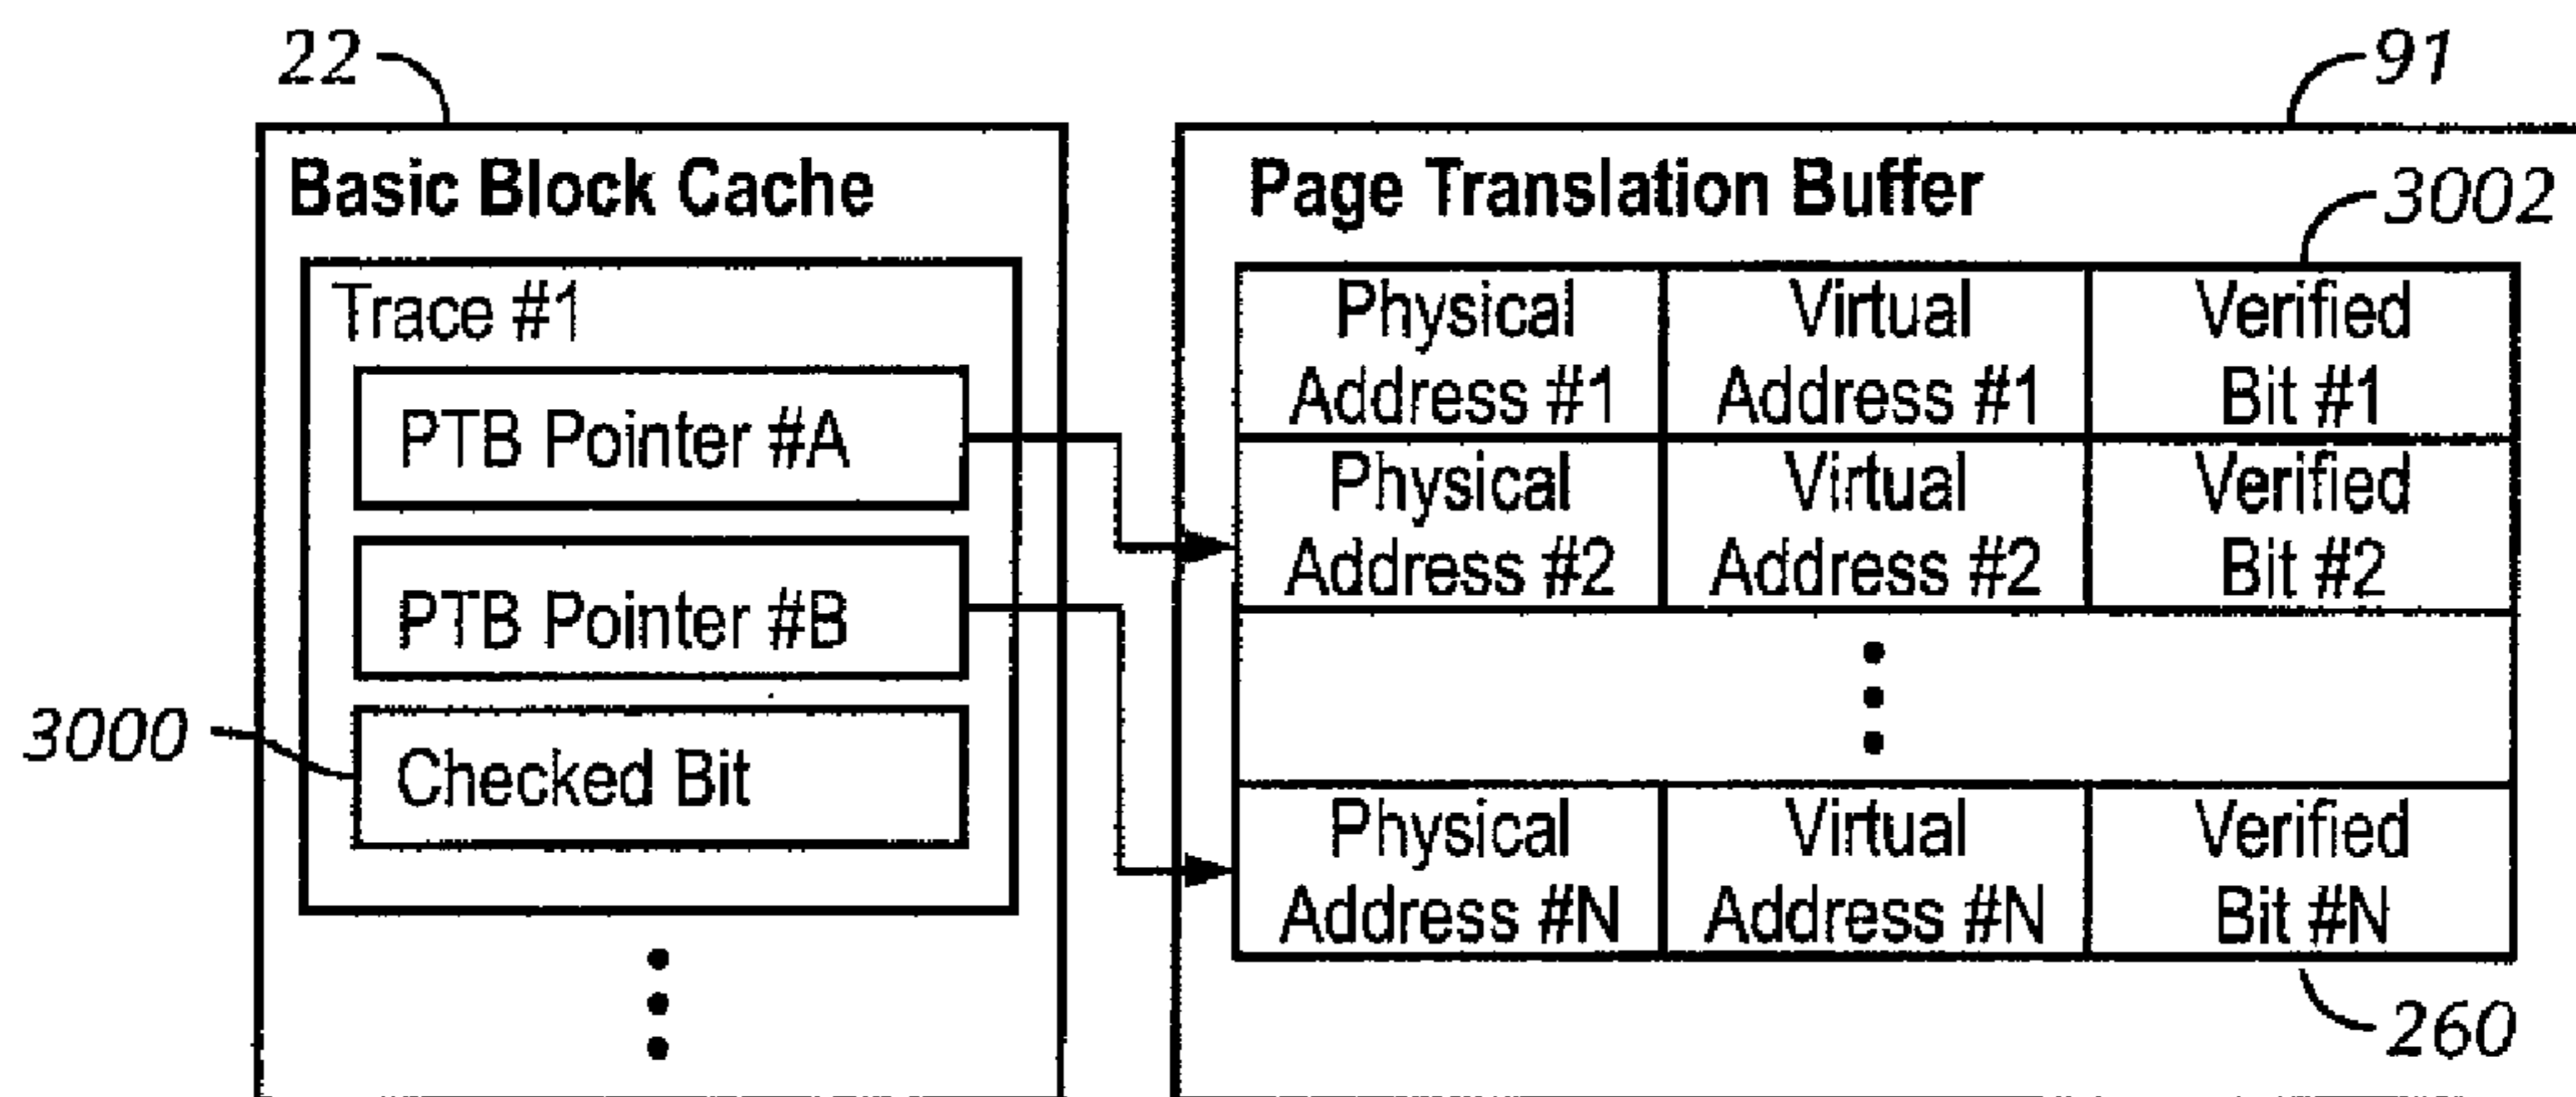 22
91
Basic Block Cache
Page Translation Buffer
3002
Trace #1
PTB Pointer #A
PTB Pointer #B
3000
Checked Bit
Physical
Address #1
Virtual
Address #1
Verified
Bit #1
Physical
Address #2
Virtual
Address #2
Verified
Bit #2
Physical
Address #N
Virtual
Address #N
Verified
Bit #N
260